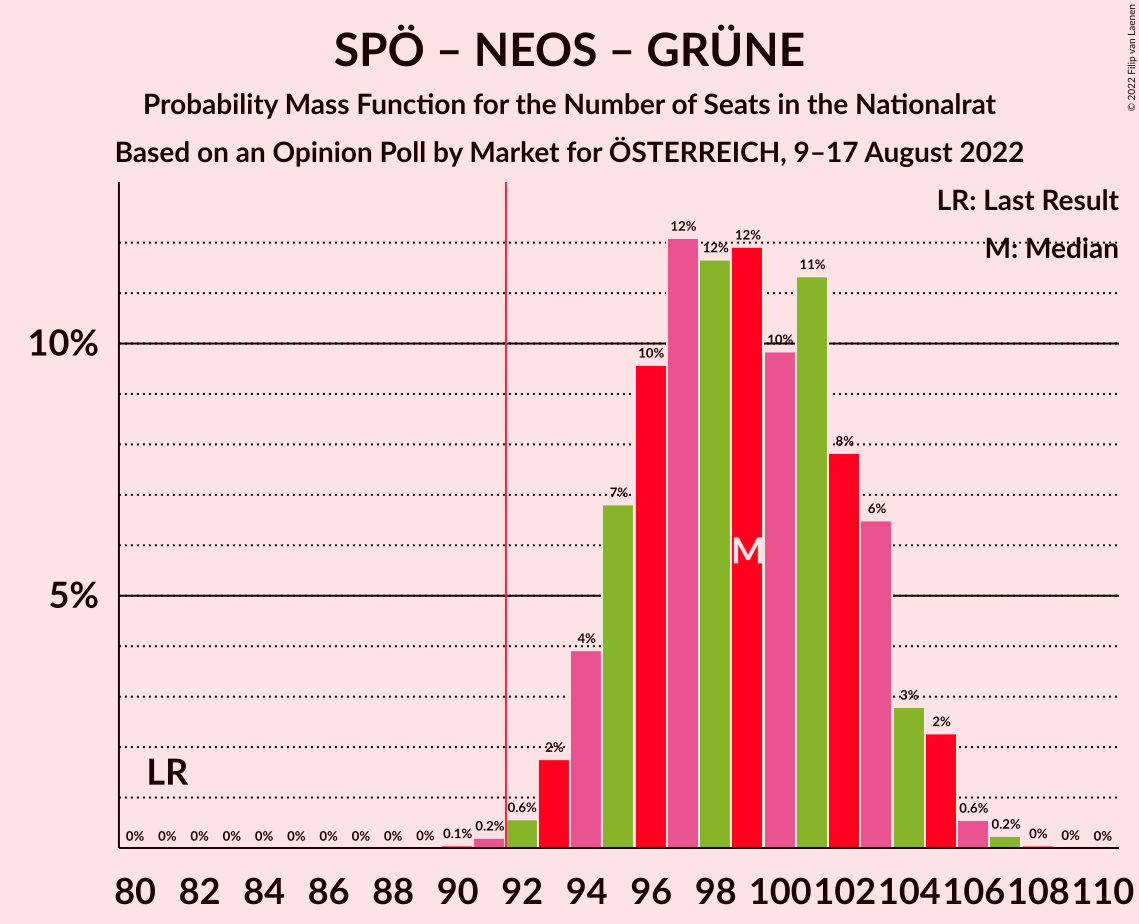 SPÖ – NEOS – GRÜNE
Probability Mass Function for the Number of Seats in the Nationalrat
Based on an Opinion Poll by Market for ÖSTERREICH, 9–17 August 2022
© 2022 Filip van Laenen
LR: Last Result
M: Median
10%
5%
0% 0% 0% 0% 0% 0% 0% 0% 0% 0% 0.1% 0.2% 0.6% 2% 4% 7% 10% 12% 12% 12% 10% 11% 8% 6% 3% 2% 0.6% 0.2% 0% 0% 0%
M
LR
80 82 84 86 88 90 92 94 96 98 100 102 104 106 108 110